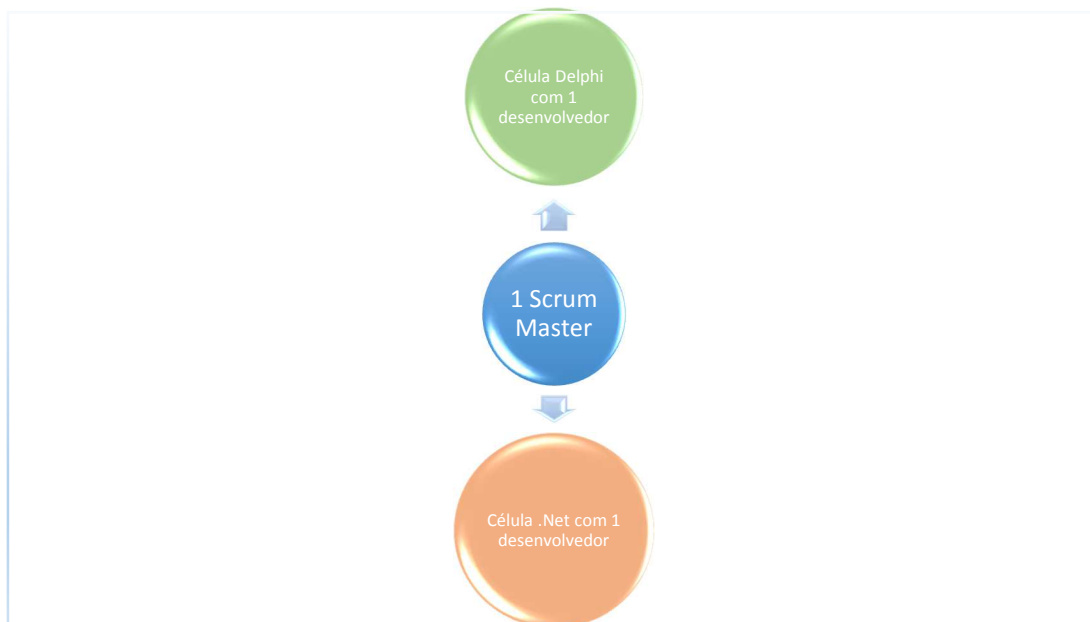 Célula Delphi
com 1
desenvolvedor
1 Scrum
Master
Célula .Net com 1
desenvolvedor